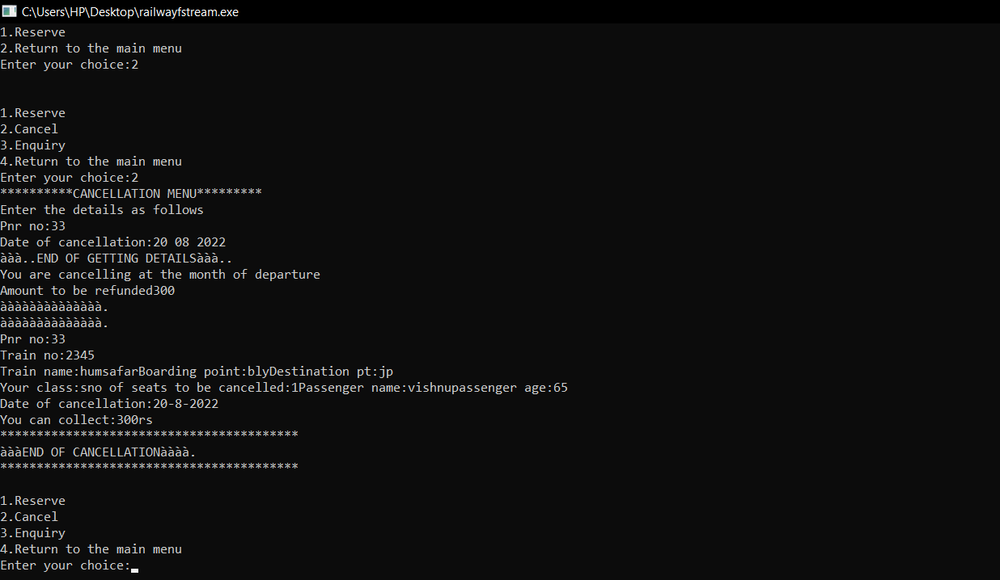 C:\Users\HP\Desktop\railwayfstream.exe
1.Reserve
2.Return to the main menu
Enter your choice:2
1.Reserve
2.Cancel
3.Enquiry
4.Return to the main menu
Enter your choice:2
**********CANCELLATION MENU*********
Enter the details as follows
Pnr no:33
Date of cancellation:20 08 2022
ààà..END OF GETTING DETAILSààà..
You are cancelling at the month of departure
Amount to be refunded300
àààààààààààààà.
àààààààààààààà.
Pnr no:33
Train no:2345
Train name:humsafarBoarding point:blyDestination pt:jp
Your class:sno of seats to be cancelled:1Passenger name:vishnupassenger age:65
Date of cancellation:20-8-2022
You can collect:300rs
*****************************************
àààEND OF CANCELLATIONàààà.
*****************************************
1.Reserve
2.Cancel
3.Enquiry
4.Return to the main menu
Enter your choice: